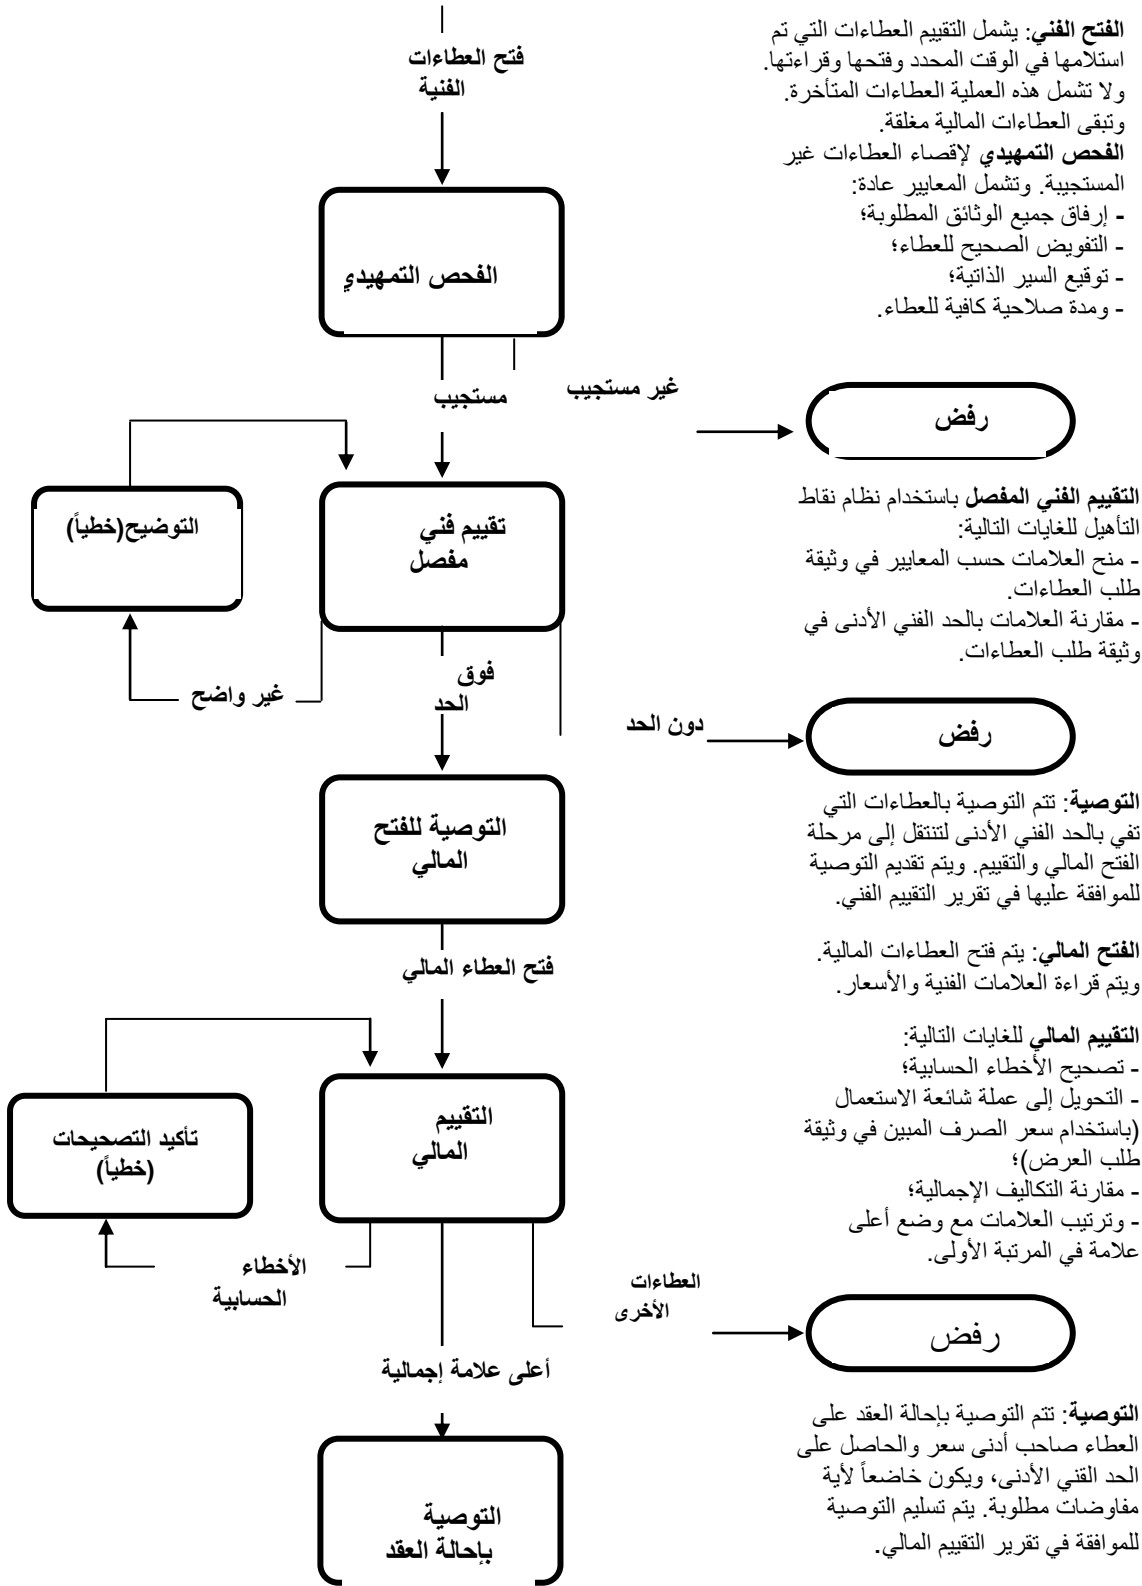 فتح العطاءات
الفنية
الفتح الفني: يشمل التقييم العطاءات التي تم
استلامها في الوقت المحدد وفتحها وقراءتها.
ولا تشمل هذه العملية العطاءات المتأخرة.
وتبقى العطاءات المالية مغلقة.
الفحص التمهيدي لإقصاء العطاءات غير
المستجيبة. وتشمل المعايير عادة:
- إرفاق جميع الوثائق المطلوبة؛
- التفويض الصحيح للعطاء؛
- توقيع السير الذاتية؛
- ومدة صلاحية كافية للعطاء.
الفحص التمهيدي
مستجيب
غير مستجيب
رفض
التقييم الفني المفصل باستخدام نظام نقاط
التأهيل للغايات التالية:
- منح العلامات حسب المعايير في وثيقة
طلب العطاءات.
- مقارنة العلامات بالحد الفني الأدنى في
وثيقة طلب العطاءات.
تقييم فني
مفصل
التوضيح(خطياً)
غير واضح
فوق
الحد
دون الحد
رفض
التوصية: تتم التوصية بالعطاءات التي
تفي بالحد الفني الأدنى لتنتقل إلى مرحلة
الفتح المالي والتقييم. ويتم تقديم التوصية
للموافقة عليها في تقرير التقييم الفني.
التوصية للفتح
المالي
فتح العطاء المالي
الفتح المالي: يتم فتح العطاءات المالية.
ويتم قراءة العلامات الفنية والأسعار.
التقييم المالي للغايات التالية:
- تصحيح الأخطاء الحسابية؛
- التحويل إلى عملة شائعة الاستعمال
(باستخدام سعر الصرف المبين في وثيقة
طلب العرض)؛
- مقارنة التكاليف الإجمالية؛
- وترتيب العلامات مع وضع أعلى
علامة في المرتبة الأولى.
التقييم
المالي
تأكيد التصحيحات
(خطياً)
الأخطاء
الحسابية
العطاءات
الأخرى
رفض
أعلى علامة إجمالية
التوصية: تتم التوصية بإحالة العقد على
العطاء صاحب أدنى سعر والحاصل على
الحد الفني الأدنى، ويكون خاضعاً لأية
مفاوضات مطلوبة. يتم تسليم التوصية
للموافقة في تقرير التقييم المالي.
التوصية
بإحالة العقد